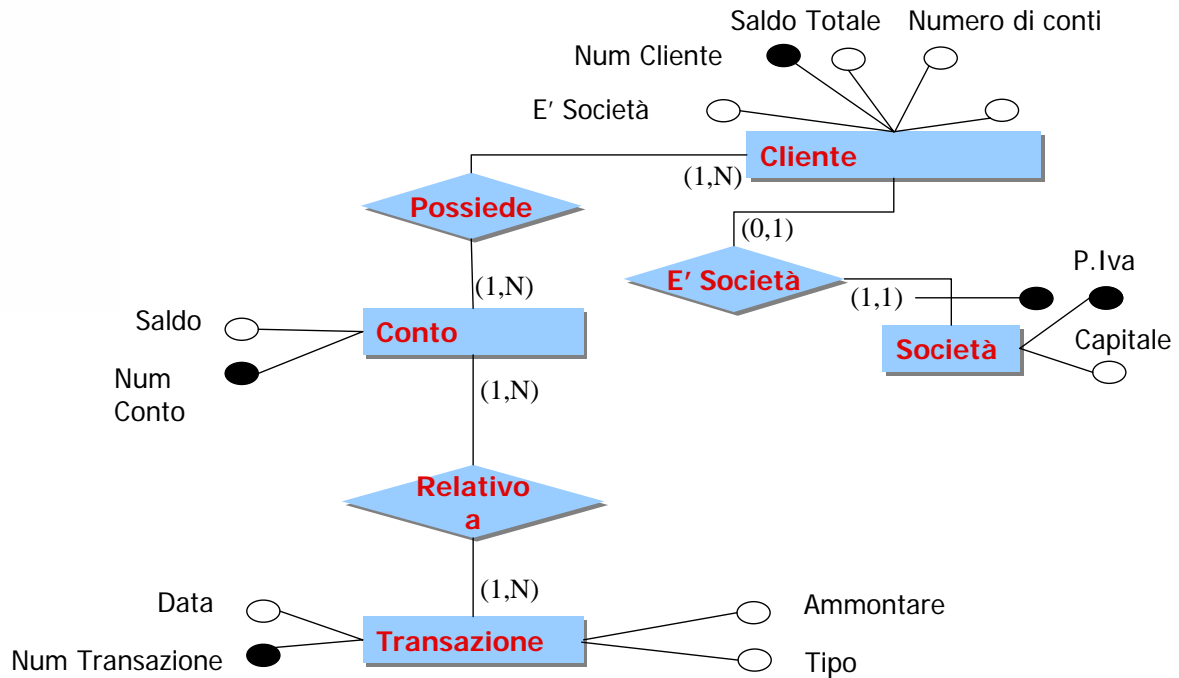 Saldo Totale
Numero di conti
Num Cliente
E' Società
Cliente
(1,N)
Possiede
(0,1)
E' Società
P.Iva
(1,N)
(1,1)
Saldo
Conto
Società
Capitale
Num
Conto
(1,N)
Relativo
a
(1,N)
Data
Ammontare
Transazione
Num Transazione
Tipo